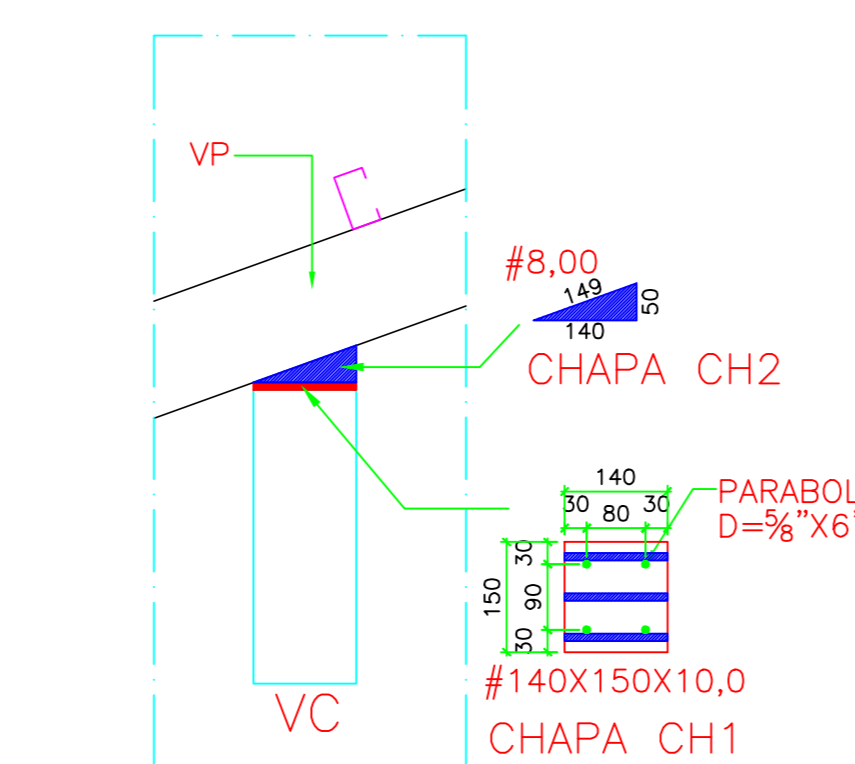 VP
#8,00
149
50
140
CHAPA CH2
140
30 80 30
PARABOL
D=⅝"X6"
30
150 90
30
#140X150X10,0
VC
CHAPA CH1